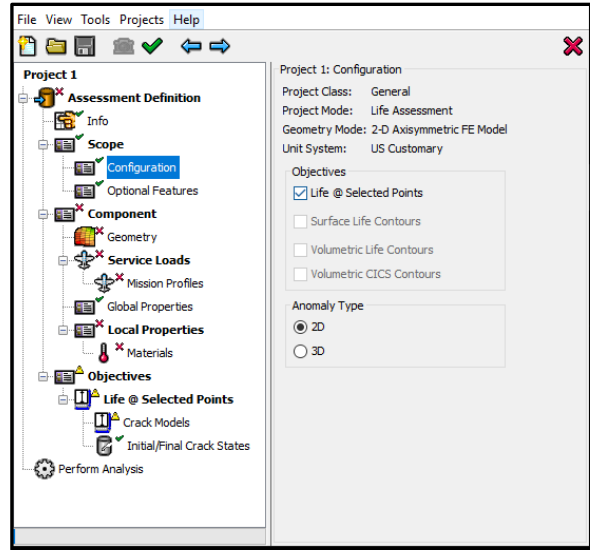 File View Tools Projects Help
Project 1
Assessment Definition
Info
Scope
Configuration
Optional Features
Component
Geometry
Service Loads
Mission Profiles
Global Properties
Local Properties
Materials
Objectives
Life @ Selected Points
Crack Models
Initial/Final Crack States
Perform Analysis
Project 1: Configuration
Project Class: General
Project Mode: Life Assessment
Geometry Mode: 2-D Axisymmetric FE Model
Unit System: US Customary
Objectives
Life @ Selected Points
Surface Life Contours
Volumetric Life Contours
Volumetric CICS Contours
Anomaly Type
2D
3D